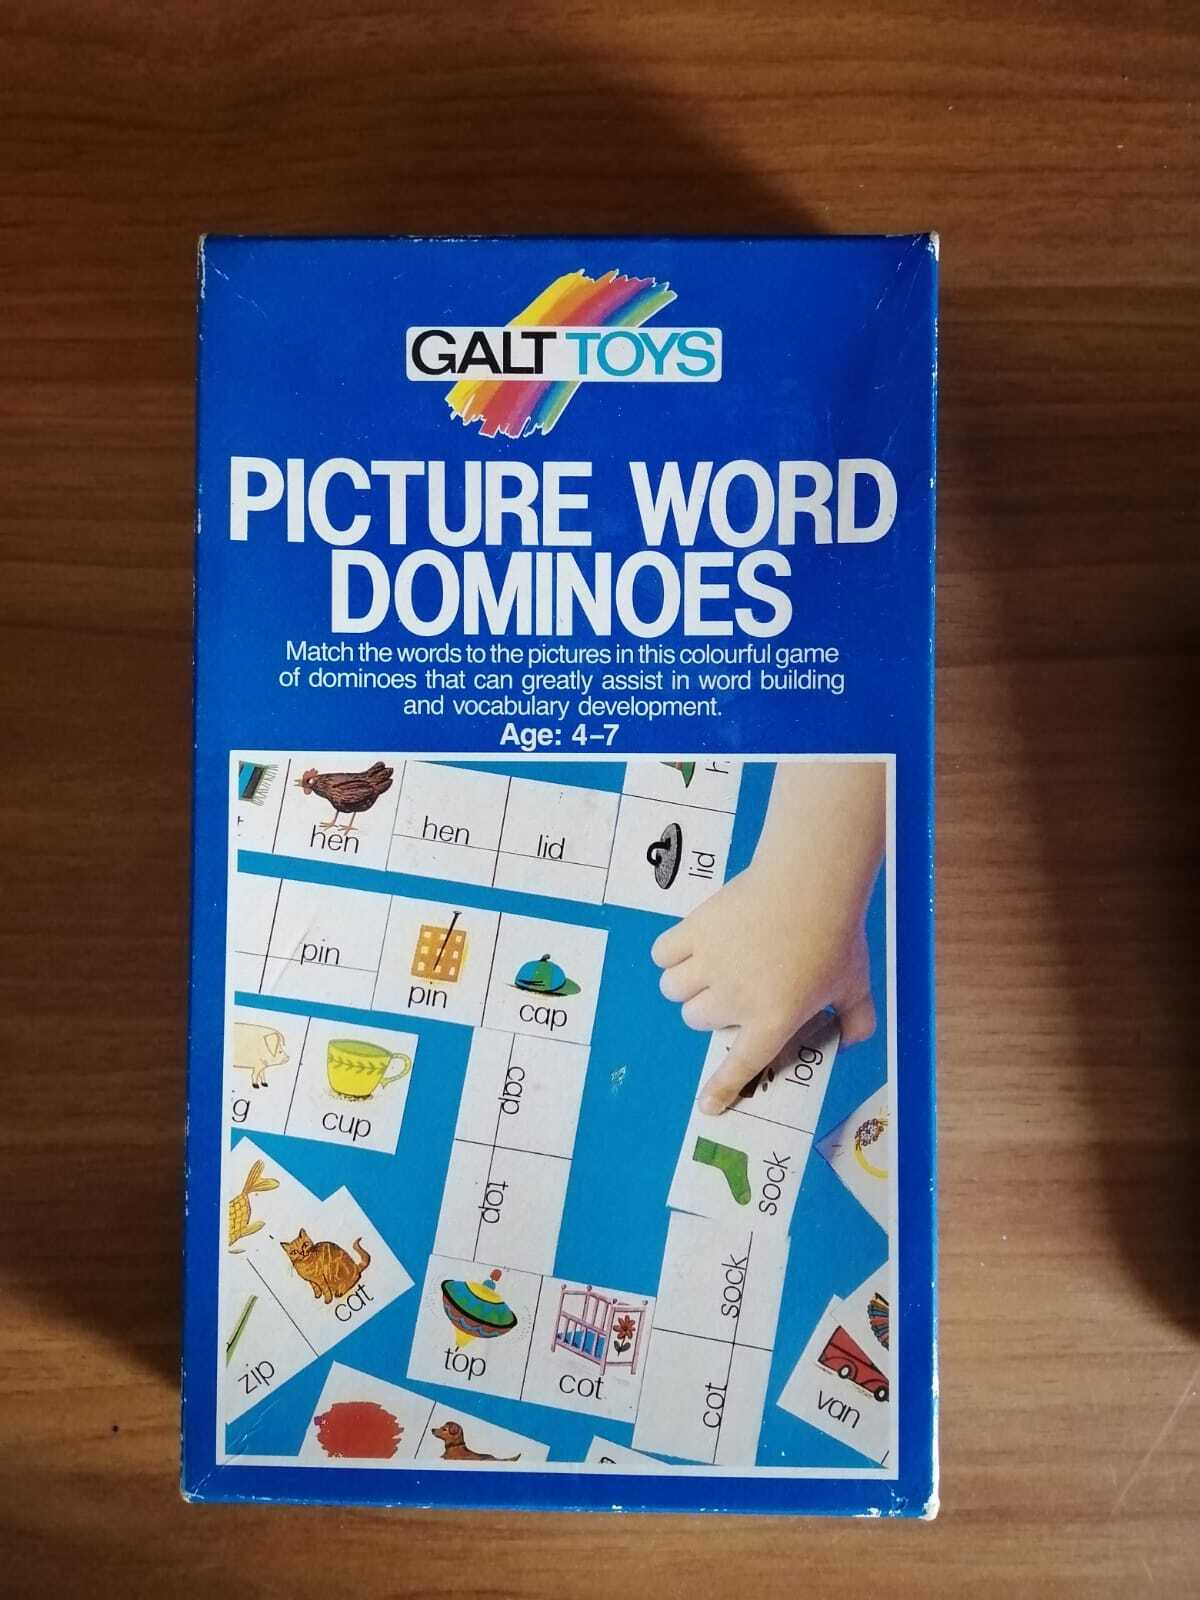 GALT TOYS
PICTURE WORD
DOMINOES
Match the words to the pictures in this colourful game
of dominoes that can greatly assist in word building
and vocabulary development.
Age: 4–7
hen
hen
lid
lid
pin
pin
cap
log
cup
cap
sock
top
cat
sock
zip
top
cot
cot
van